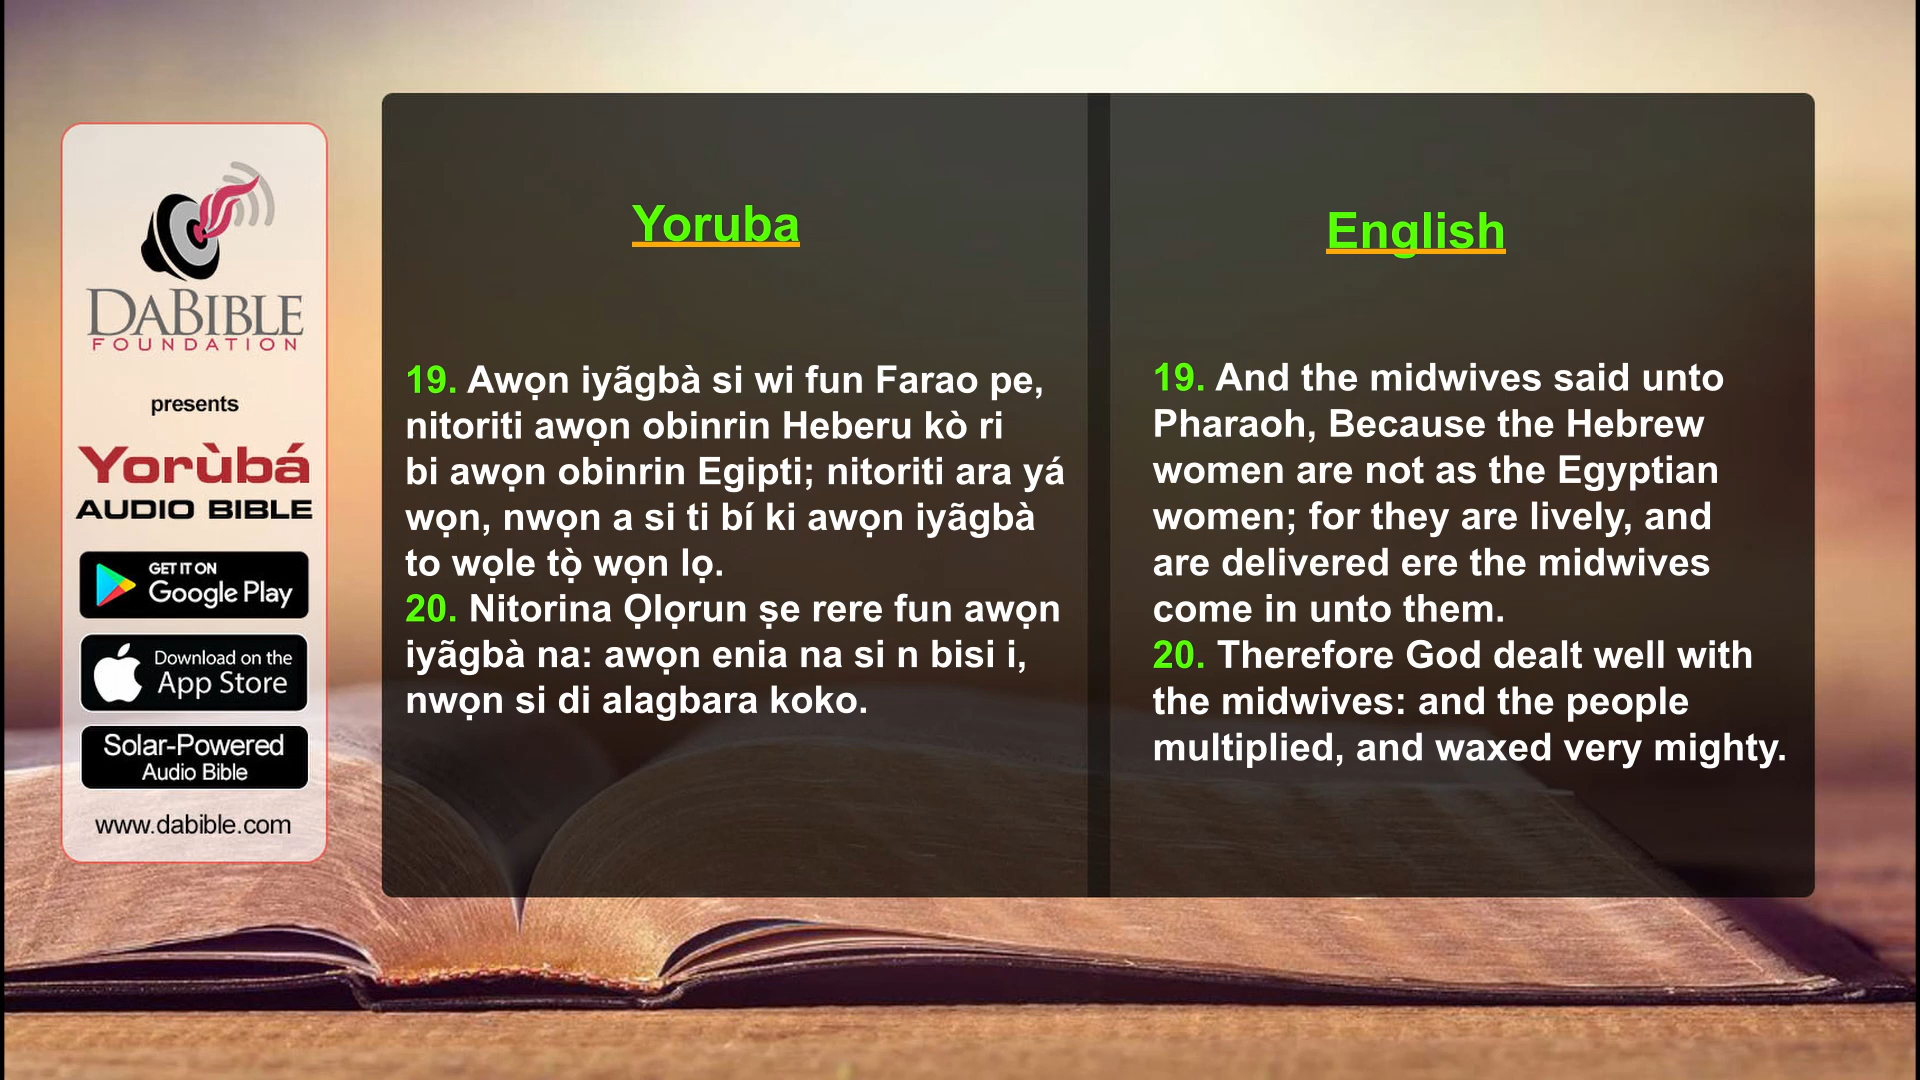 DABIBLE
FOUNDATION
presents
Yorùbá
AUDIO BIBLE
GET IT ON
Google Play
Download on the
App Store
Solar-Powered
Audio Bible
www.dabible.com
Yoruba
19. Awọn iyãgbà si wi fun Farao pe,
nitoriti awọn obinrin Heberu kò ri
bi awọn obinrin Egipti; nitoriti ara yá
wọn, nwọn a si ti bí ki awọn iyãgbà
to wọle tọ̀ wọn lọ.
20. Nitorina Ọlọrun ṣe rere fun awọn
iyãgbà na: awọn enia na si n bisi i,
nwọn si di alagbara koko.
English
19. And the midwives said unto
Pharaoh, Because the Hebrew
women are not as the Egyptian
women; for they are lively, and
are delivered ere the midwives
come in unto them.
20. Therefore God dealt well with
the midwives: and the people
multiplied, and waxed very mighty.